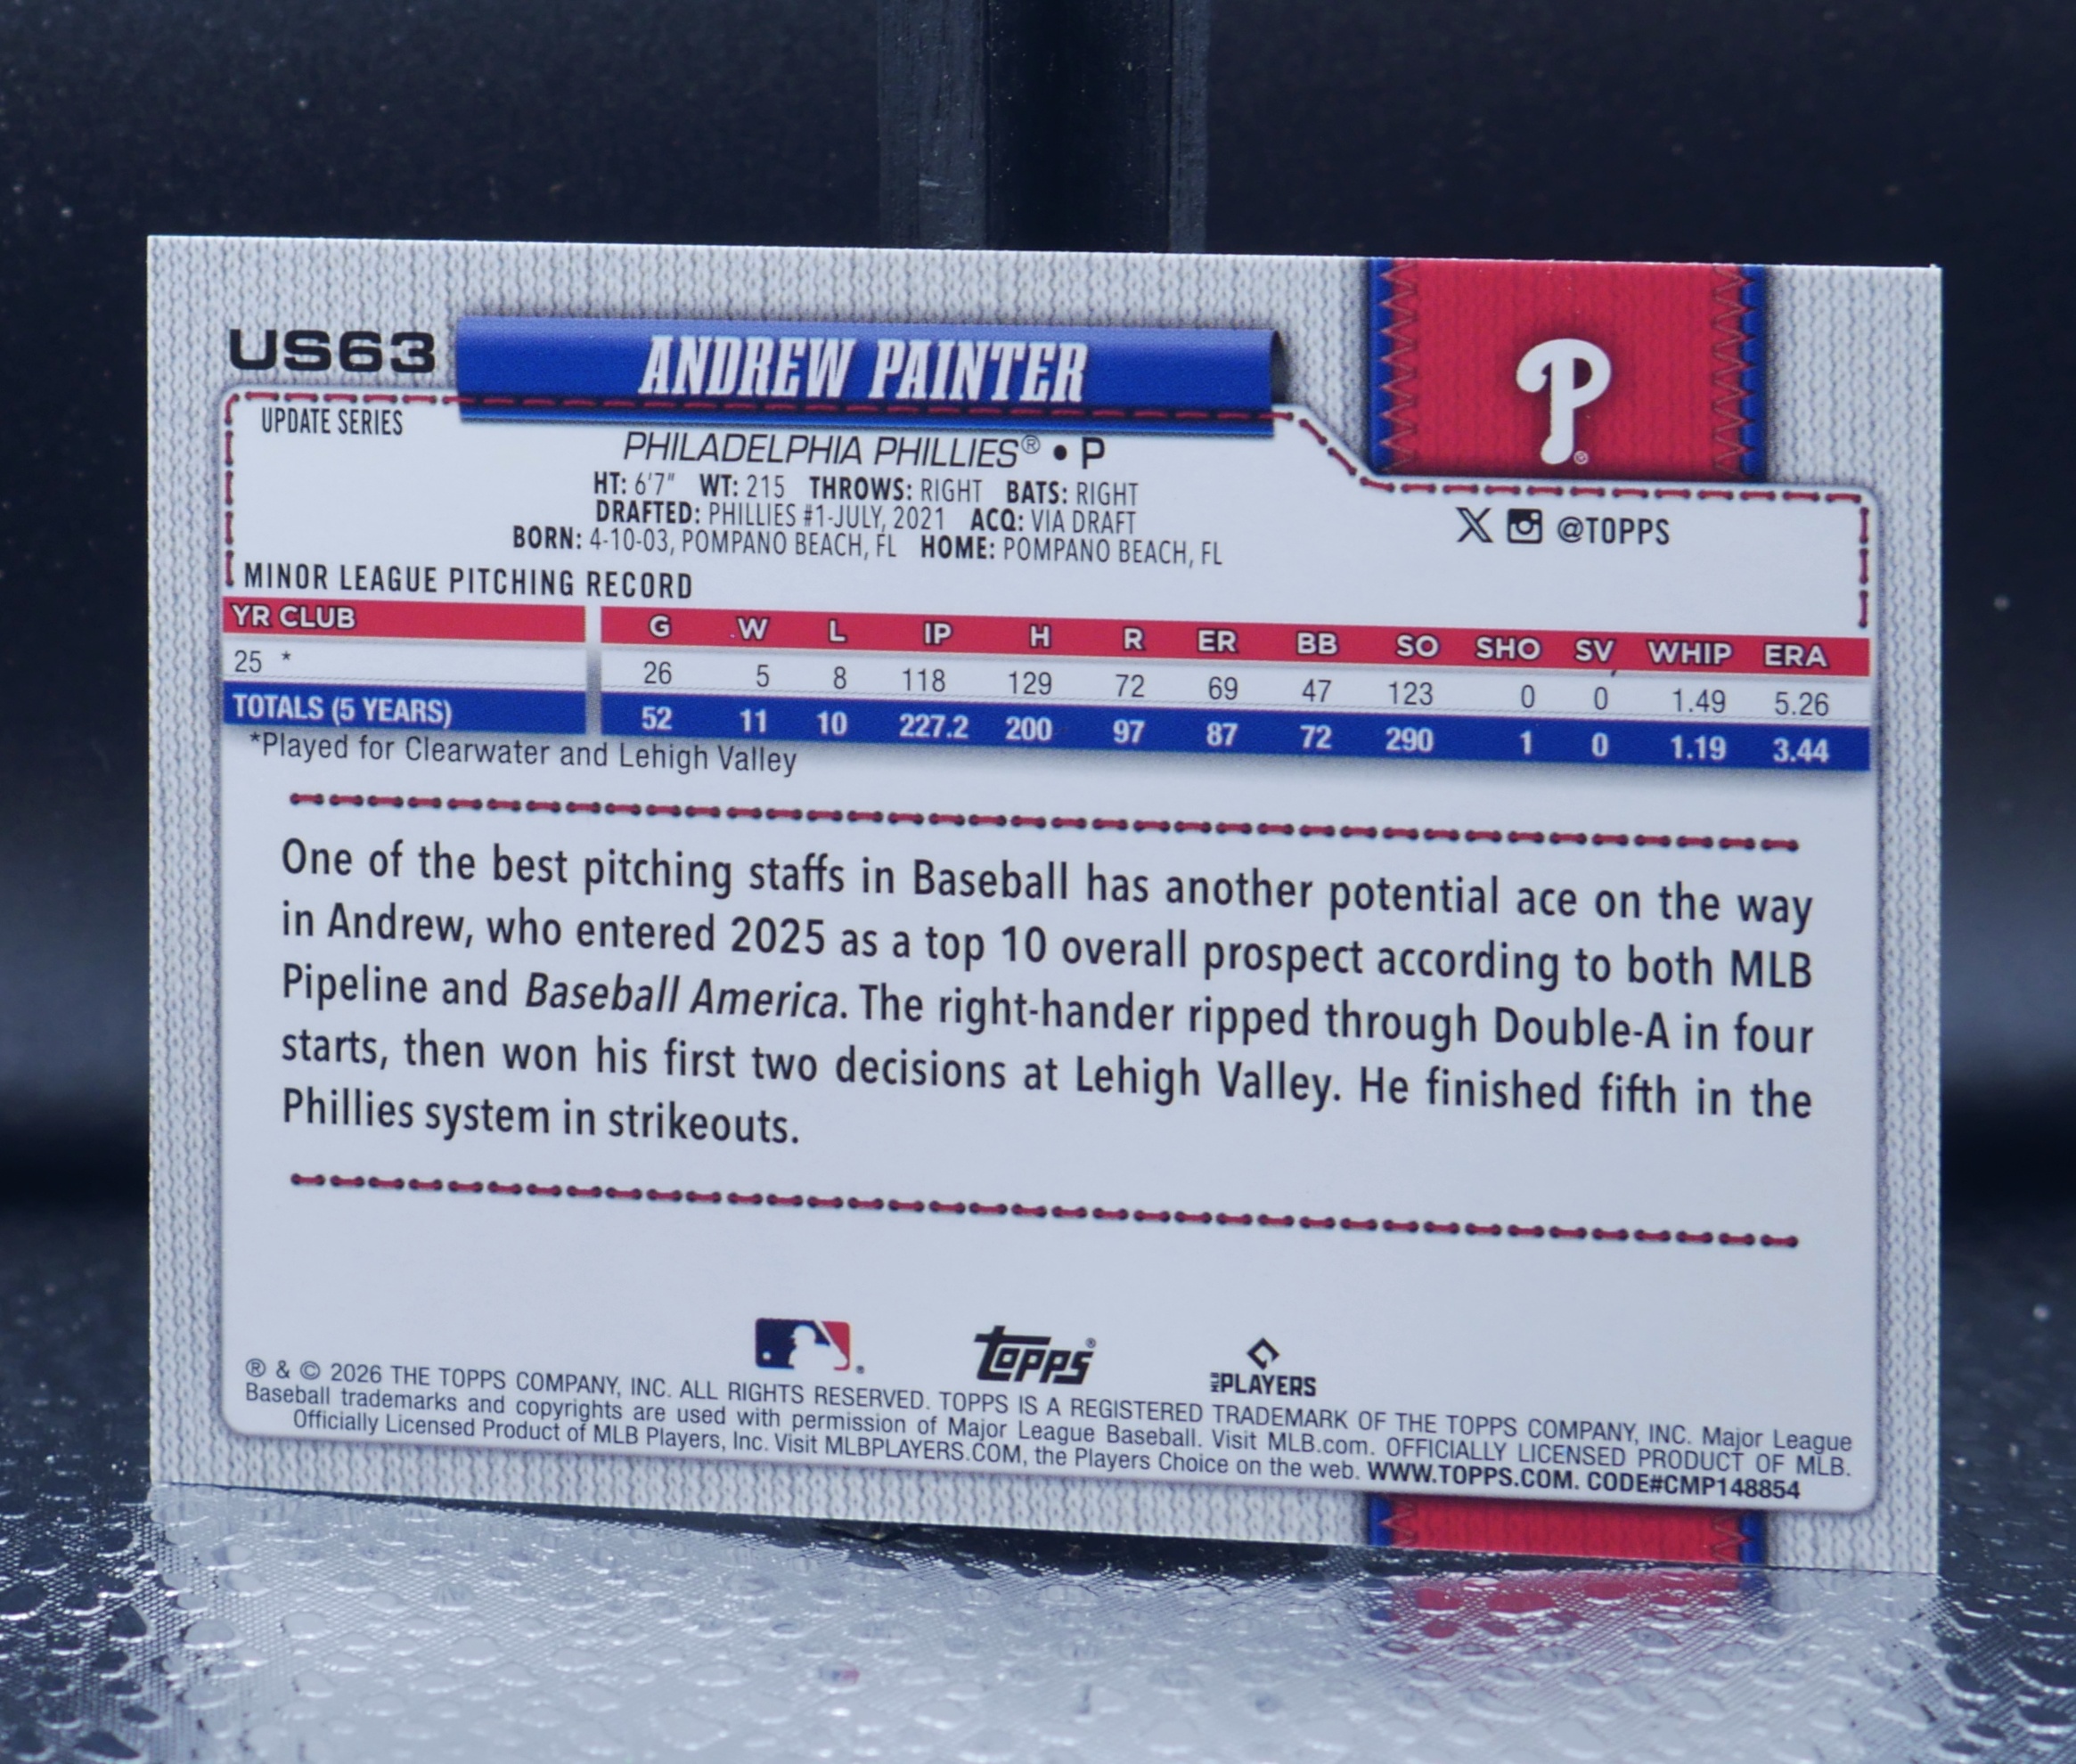 US63
ANDREW PAINTER
P
UPDATE SERIES
PHILADELPHIA PHILLIES® • P
HT: 6'7" WT: 215 THROWS: RIGHT BATS: RIGHT
DRAFTED: PHILLIES #1-JULY, 2021 ACQ: VIA DRAFT
BORN: 4-10-03, POMPANO BEACH, FL HOME: POMPANO BEACH, FL
X @TOPPS
MINOR LEAGUE PITCHING RECORD
YR CLUB G W L IP H R ER BB SO SHO SV WHIP ERA
25 * 26 5 8 118 129 72 69 47 123 0 0 1.49 5.26
TOTALS (5 YEARS) 52 11 10 227.2 200 97 87 72 290 1 0 1.19 3.44
*Played for Clearwater and Lehigh Valley
One of the best pitching staffs in Baseball has another potential ace on the way
in Andrew, who entered 2025 as a top 10 overall prospect according to both MLB
Pipeline and Baseball America. The right-hander ripped through Double-A in four
starts, then won his first two decisions at Lehigh Valley. He finished fifth in the
Phillies system in strikeouts.
Topps®
MLB PLAYERS
® & © 2026 THE TOPPS COMPANY, INC. ALL RIGHTS RESERVED. TOPPS IS A REGISTERED TRADEMARK OF THE TOPPS COMPANY, INC. Major League
Baseball trademarks and copyrights are used with permission of Major League Baseball. Visit MLB.com. OFFICIALLY LICENSED PRODUCT OF MLB.
Officially Licensed Product of MLB Players, Inc. Visit MLBPLAYERS.COM, the Players Choice on the web. WWW.TOPPS.COM. CODE#CMP148854